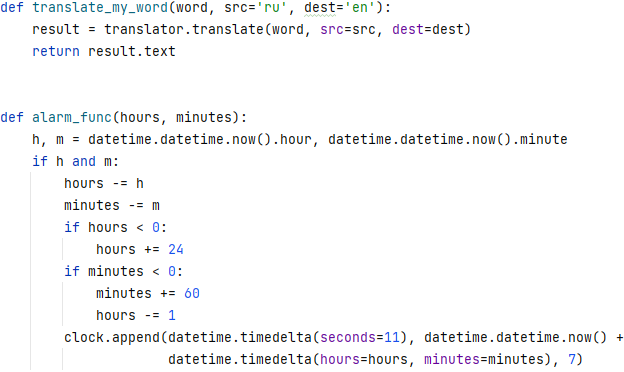 def translate_my_word(word, src='ru', dest='en'):
    result = translator.translate(word, src=src, dest=dest)
    return result.text
def alarm_func(hours, minutes):
    h, m = datetime.datetime.now().hour, datetime.datetime.now().minute
    if h and m:
        hours -= h
        minutes -= m
        if hours < 0:
            hours += 24
        if minutes < 0:
            minutes += 60
            hours -= 1
        clock.append(datetime.timedelta(seconds=11), datetime.datetime.now() +
                     datetime.timedelta(hours=hours, minutes=minutes), 7)